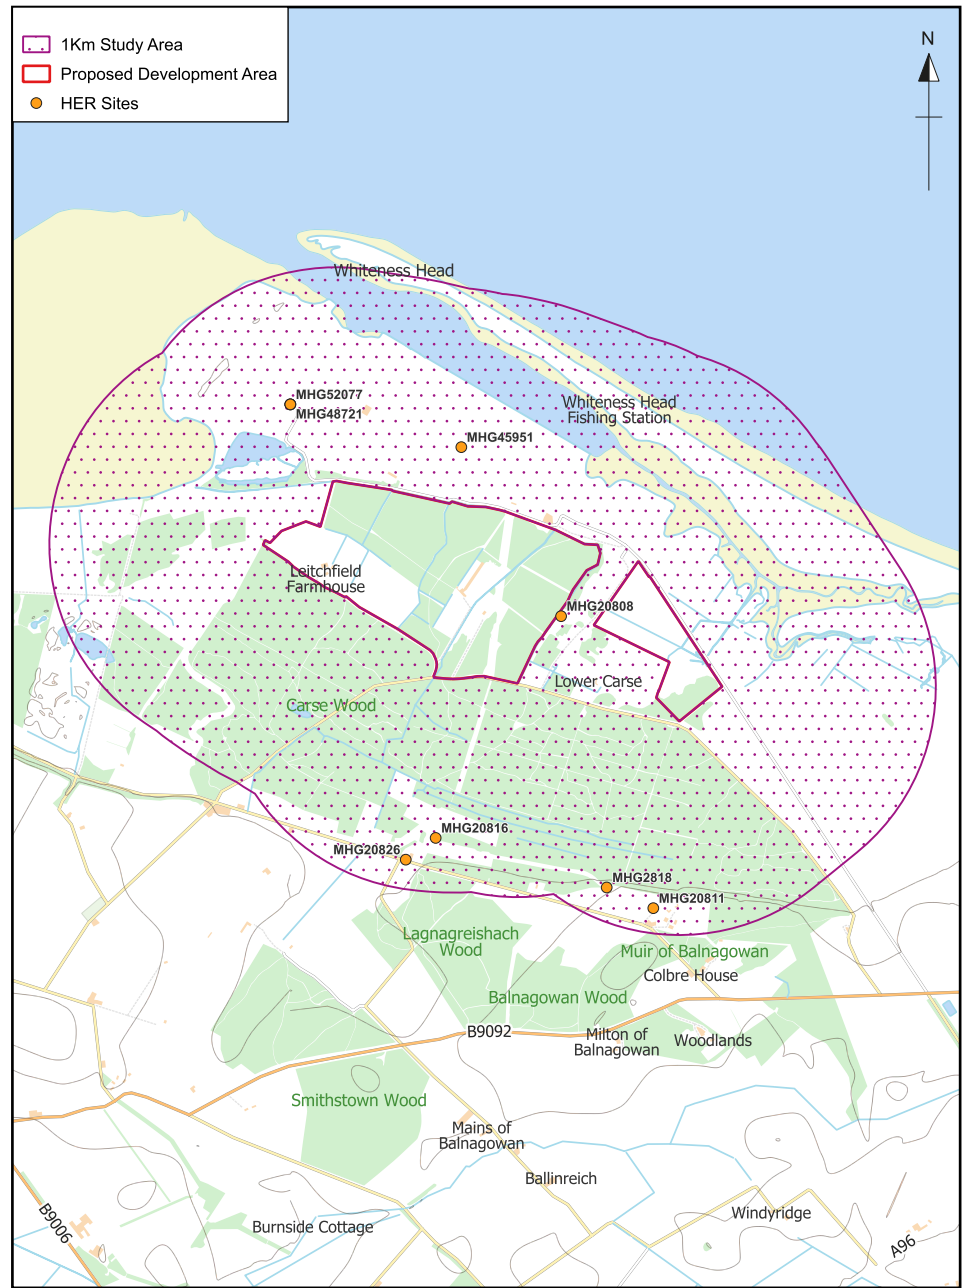 1Km Study Area
Proposed Development Area
HER Sites
N
Whiteness Head
MHG52077
MHG48721
Whiteness Head
Fishing Station
MHG45951
Leitchfield
Farmhouse
MHG20808
Lower Carse
Carse Wood
MHG20816
MHG20826
MHG2818
MHG20811
Lagnagreishach
Wood
Muir of Balnagowan
Colbre House
Balnagowan Wood
B9092
Milton of
Balnagowan
Woodlands
Smithstown Wood
Mains of
Balnagowan
Ballinreich
Windyridge
B9006
Burnside Cottage
A96